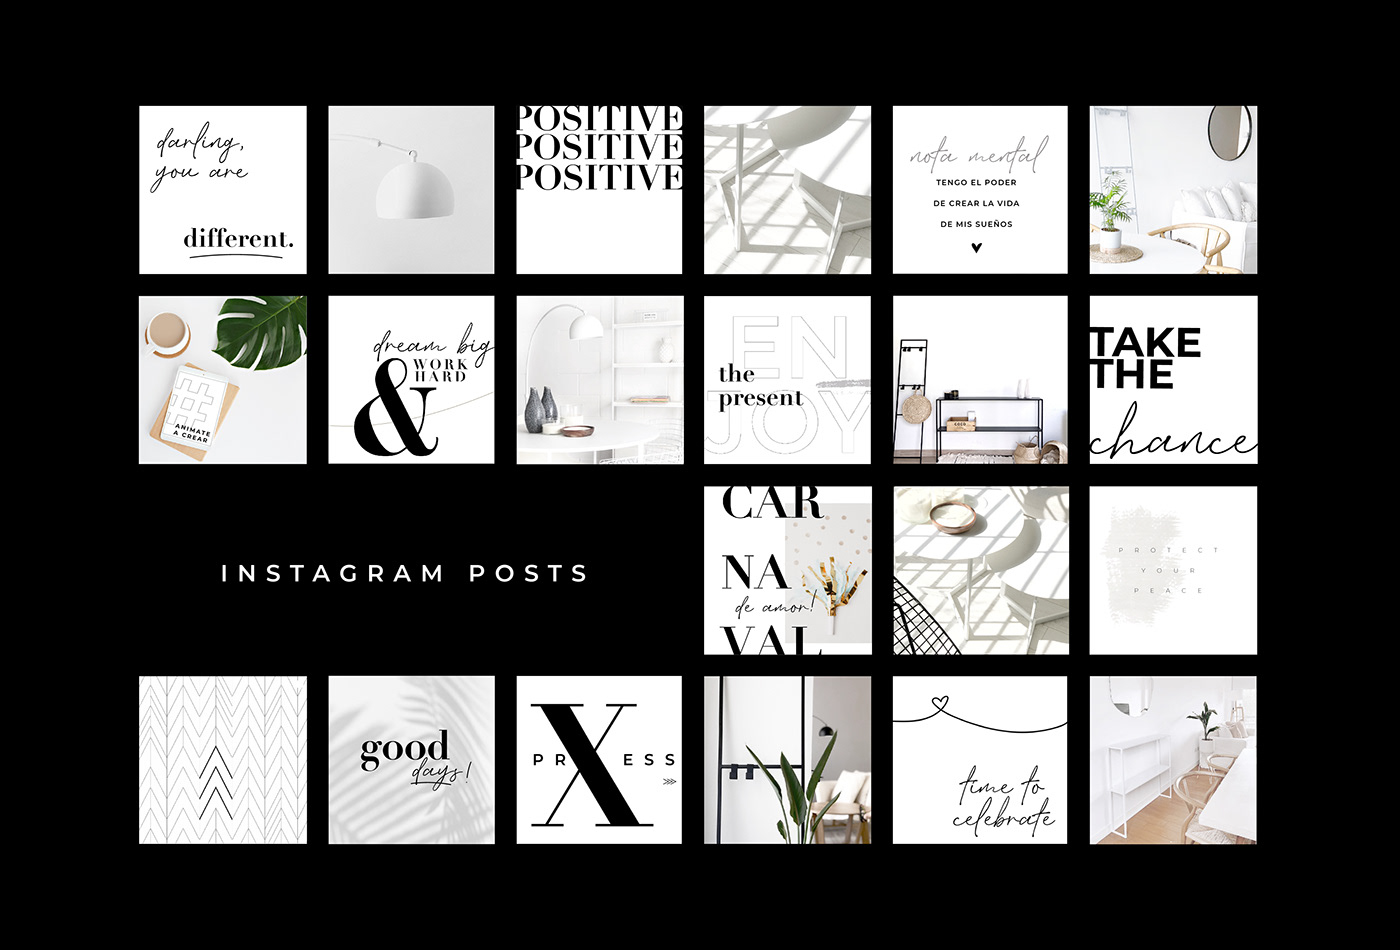 darling,
you are
different.
POSITIVE
POSITIVE
POSITIVE
nota mental
TENGO EL PODER
DE CREAR LA VIDA
DE MIS SUEÑOS
#
ANIMATE
A CREAR
dream big
&
WORK
HARD
EN
the
present
JOY
COCO
TAKE
THE
chance
INSTAGRAM POSTS
CAR
NA
de amor!
VAL
PROTECT
YOUR
PEACE
good
days!
PRXESS
time to
celebrate